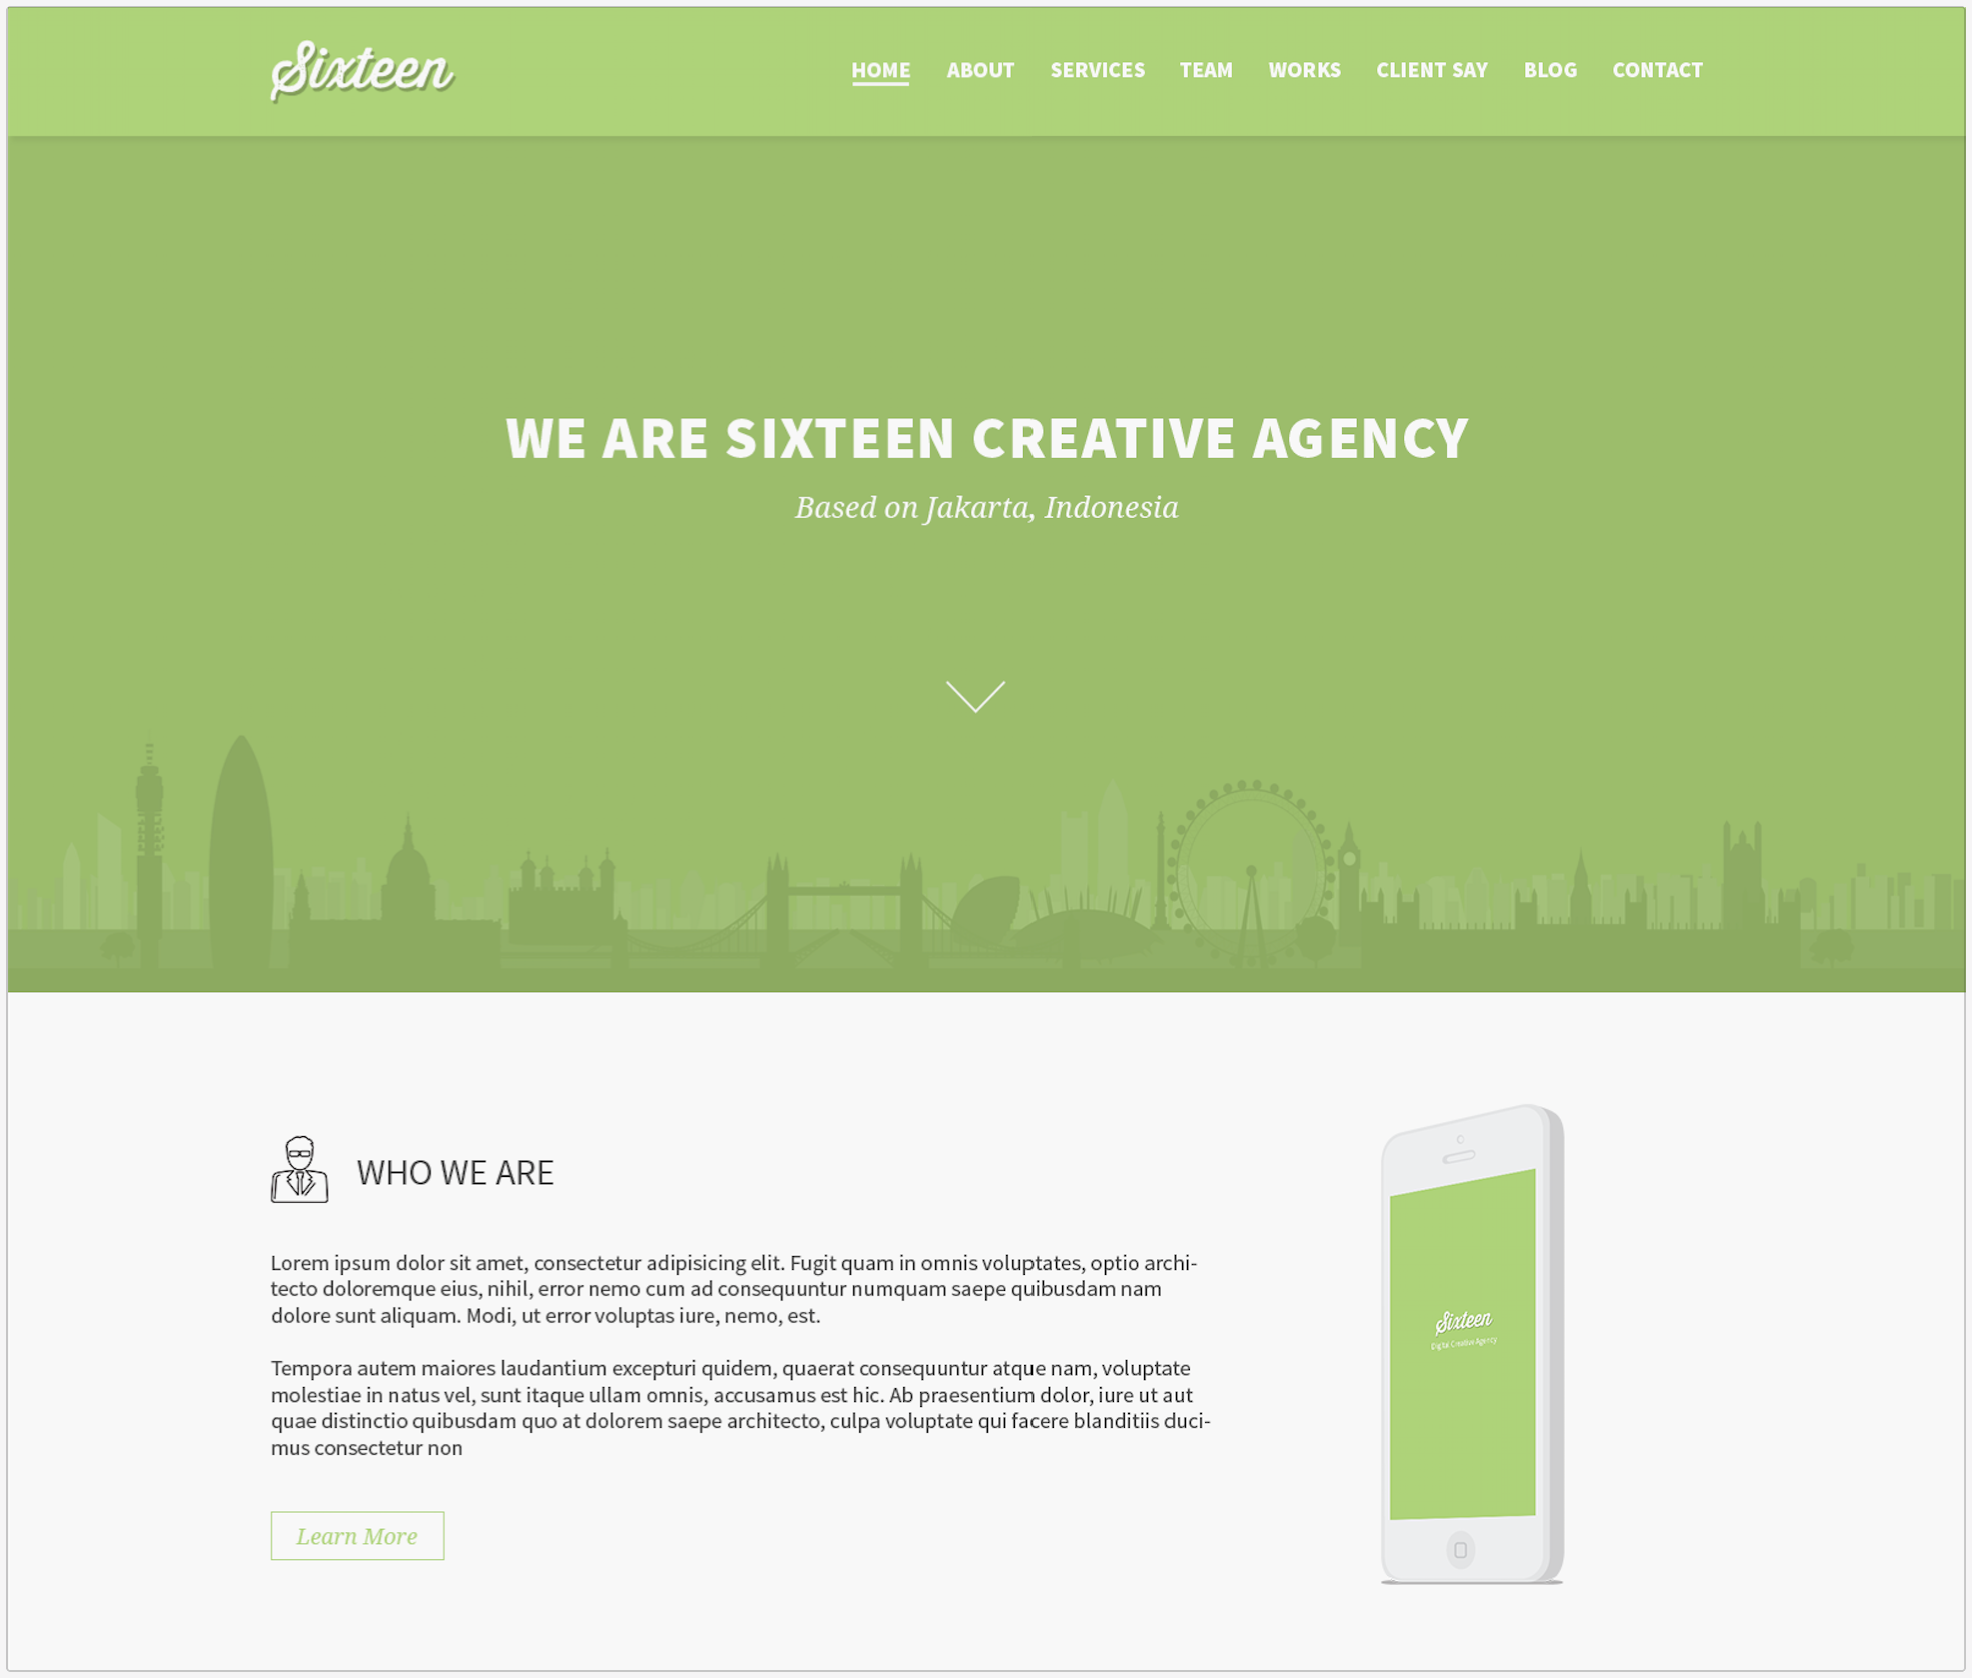 Sixteen
HOME ABOUT SERVICES TEAM WORKS CLIENT SAY BLOG CONTACT
WE ARE SIXTEEN CREATIVE AGENCY
Based on Jakarta, Indonesia
WHO WE ARE
Lorem ipsum dolor sit amet, consectetur adipisicing elit. Fugit quam in omnis voluptates, optio archi-
tecto doloremque eius, nihil, error nemo cum ad consequuntur numquam saepe quibusdam nam
dolore sunt aliquam. Modi, ut error voluptas iure, nemo, est.
Tempora autem maiores laudantium excepturi quidem, quaerat consequuntur atque nam, voluptate
molestiae in natus vel, sunt itaque ullam omnis, accusamus est hic. Ab praesentium dolor, iure ut aut
quae distinctio quibusdam quo at dolorem saepe architecto, culpa voluptate qui facere blanditiis duci-
mus consectetur non
Learn More
Sixteen
Digital Creative Agency